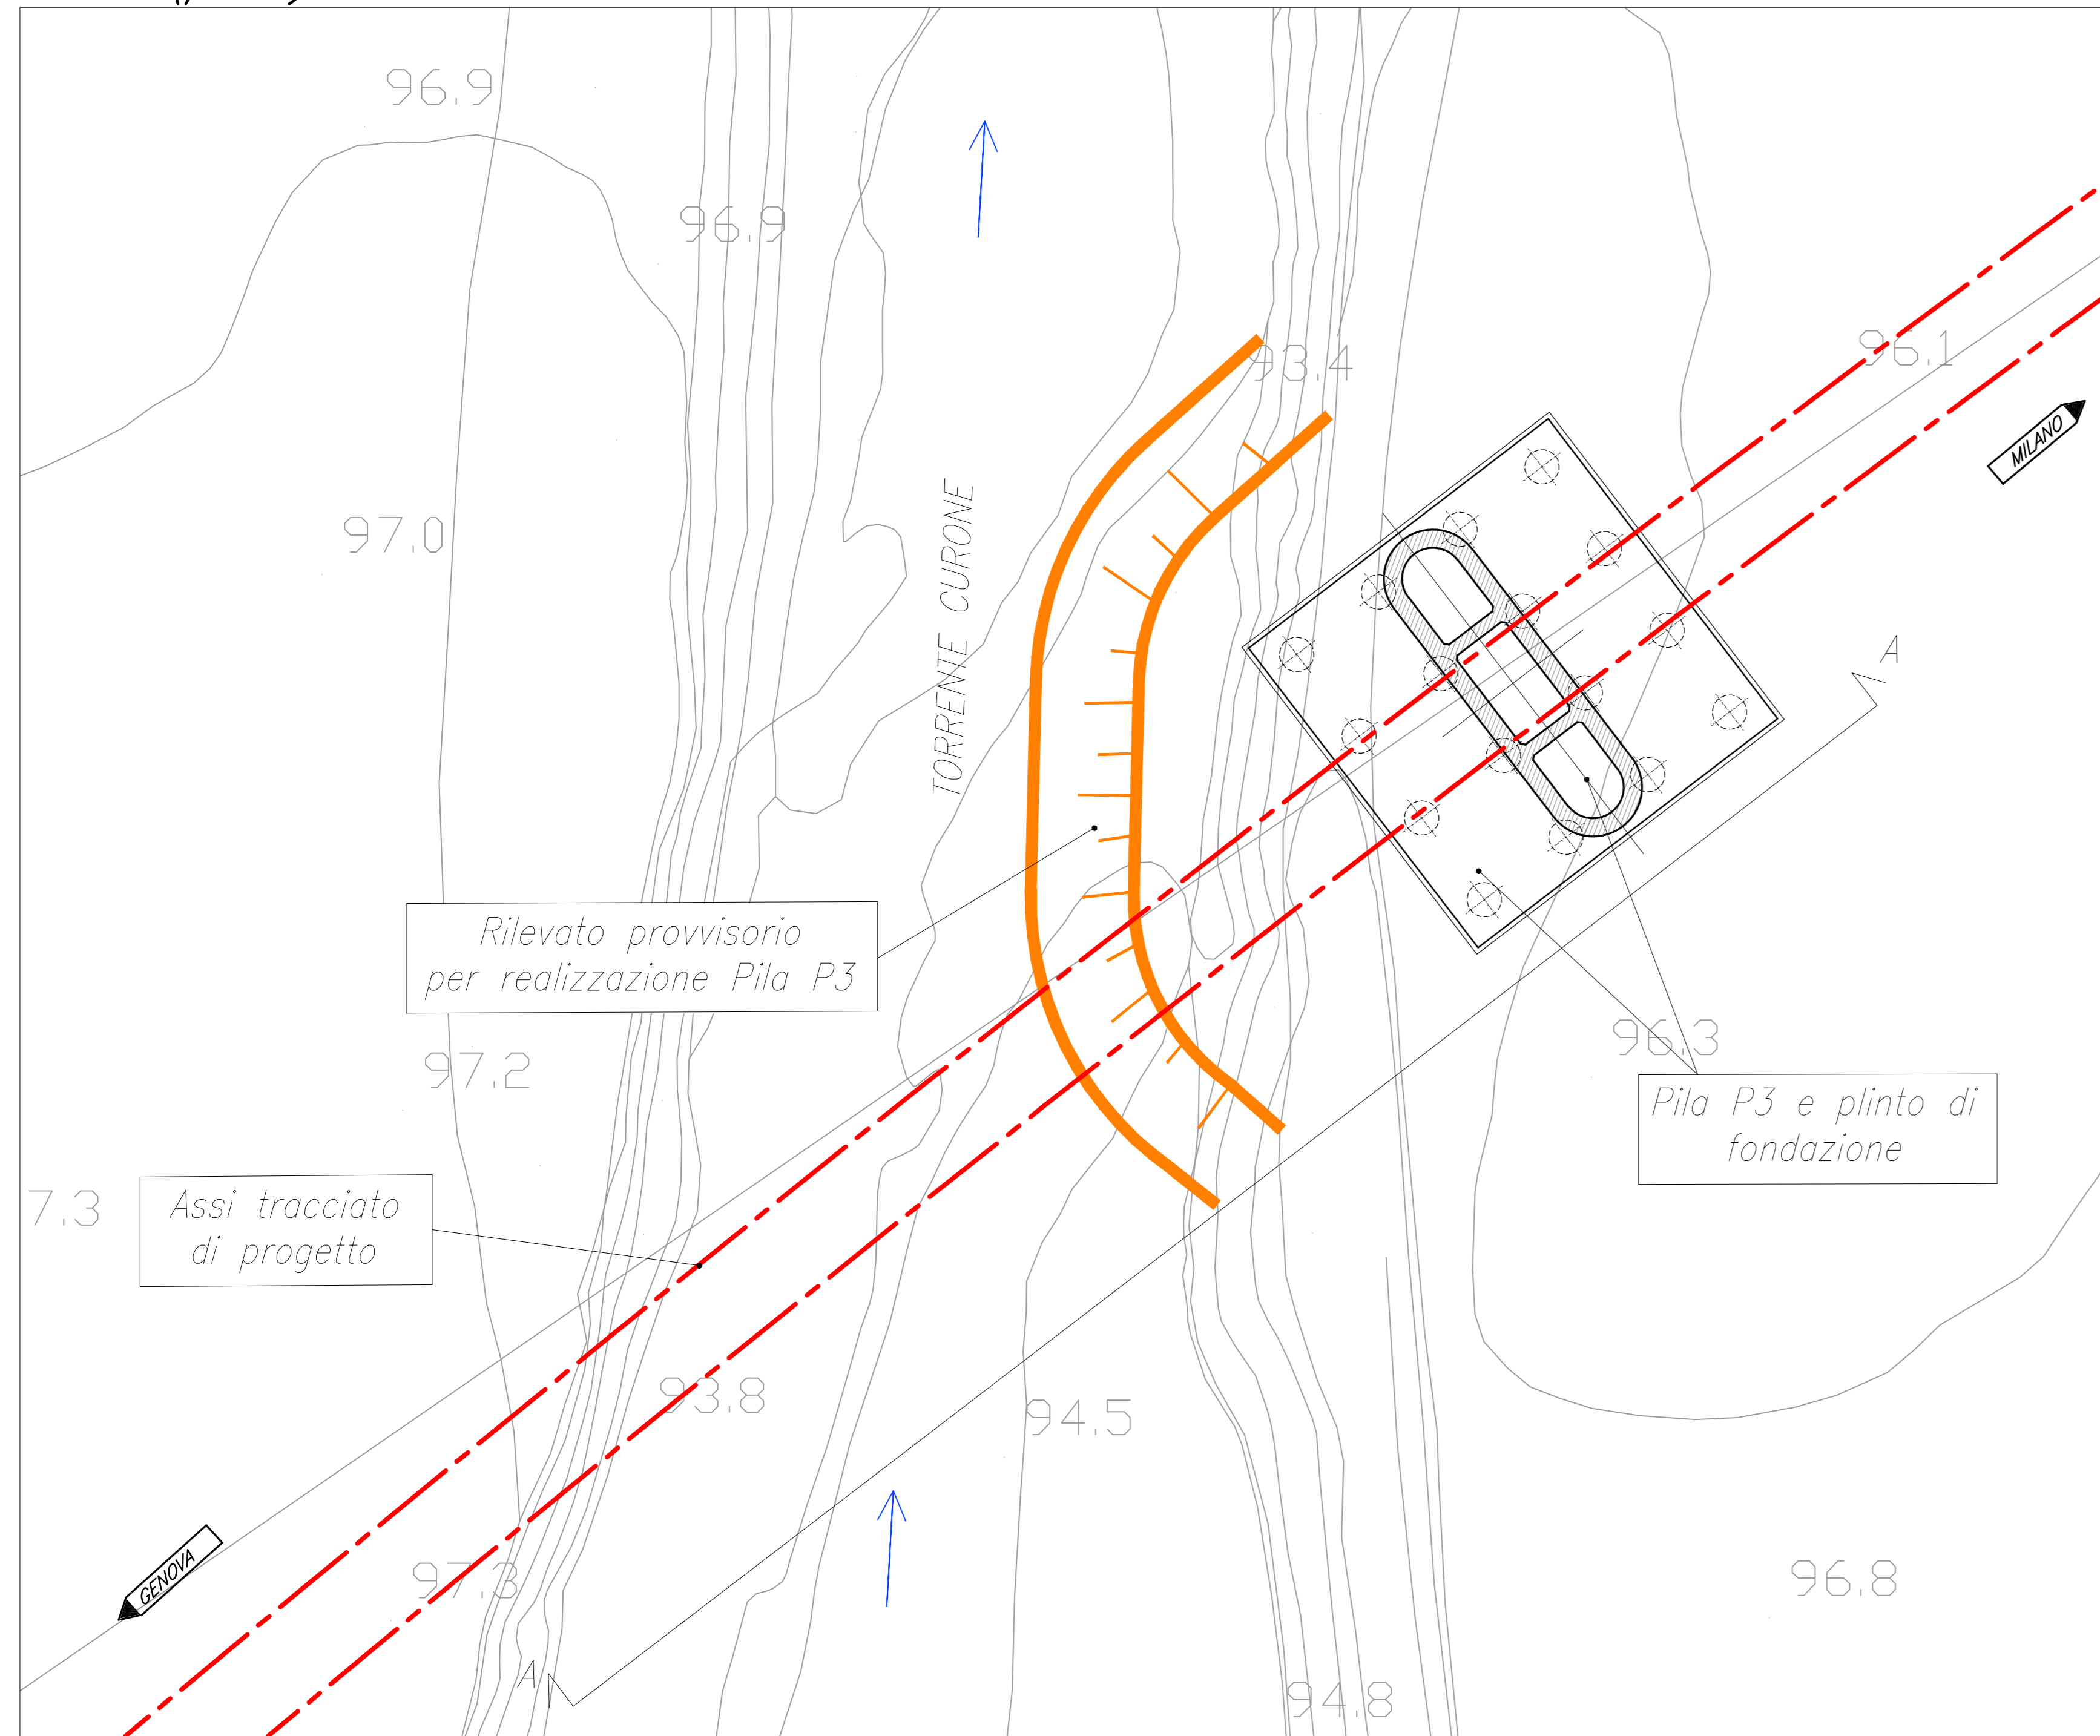 96.9
96.9
93.4
96.1
MILANO
97.0
TORRENTE CURONE
A
Rilevato provvisorio
per realizzazione Pila P3
96.3
97.2
Pila P3 e plinto di
fondazione
7.3
Assi tracciato
di progetto
93.8
94.5
GENOVA
97.3
96.8
A
94.8